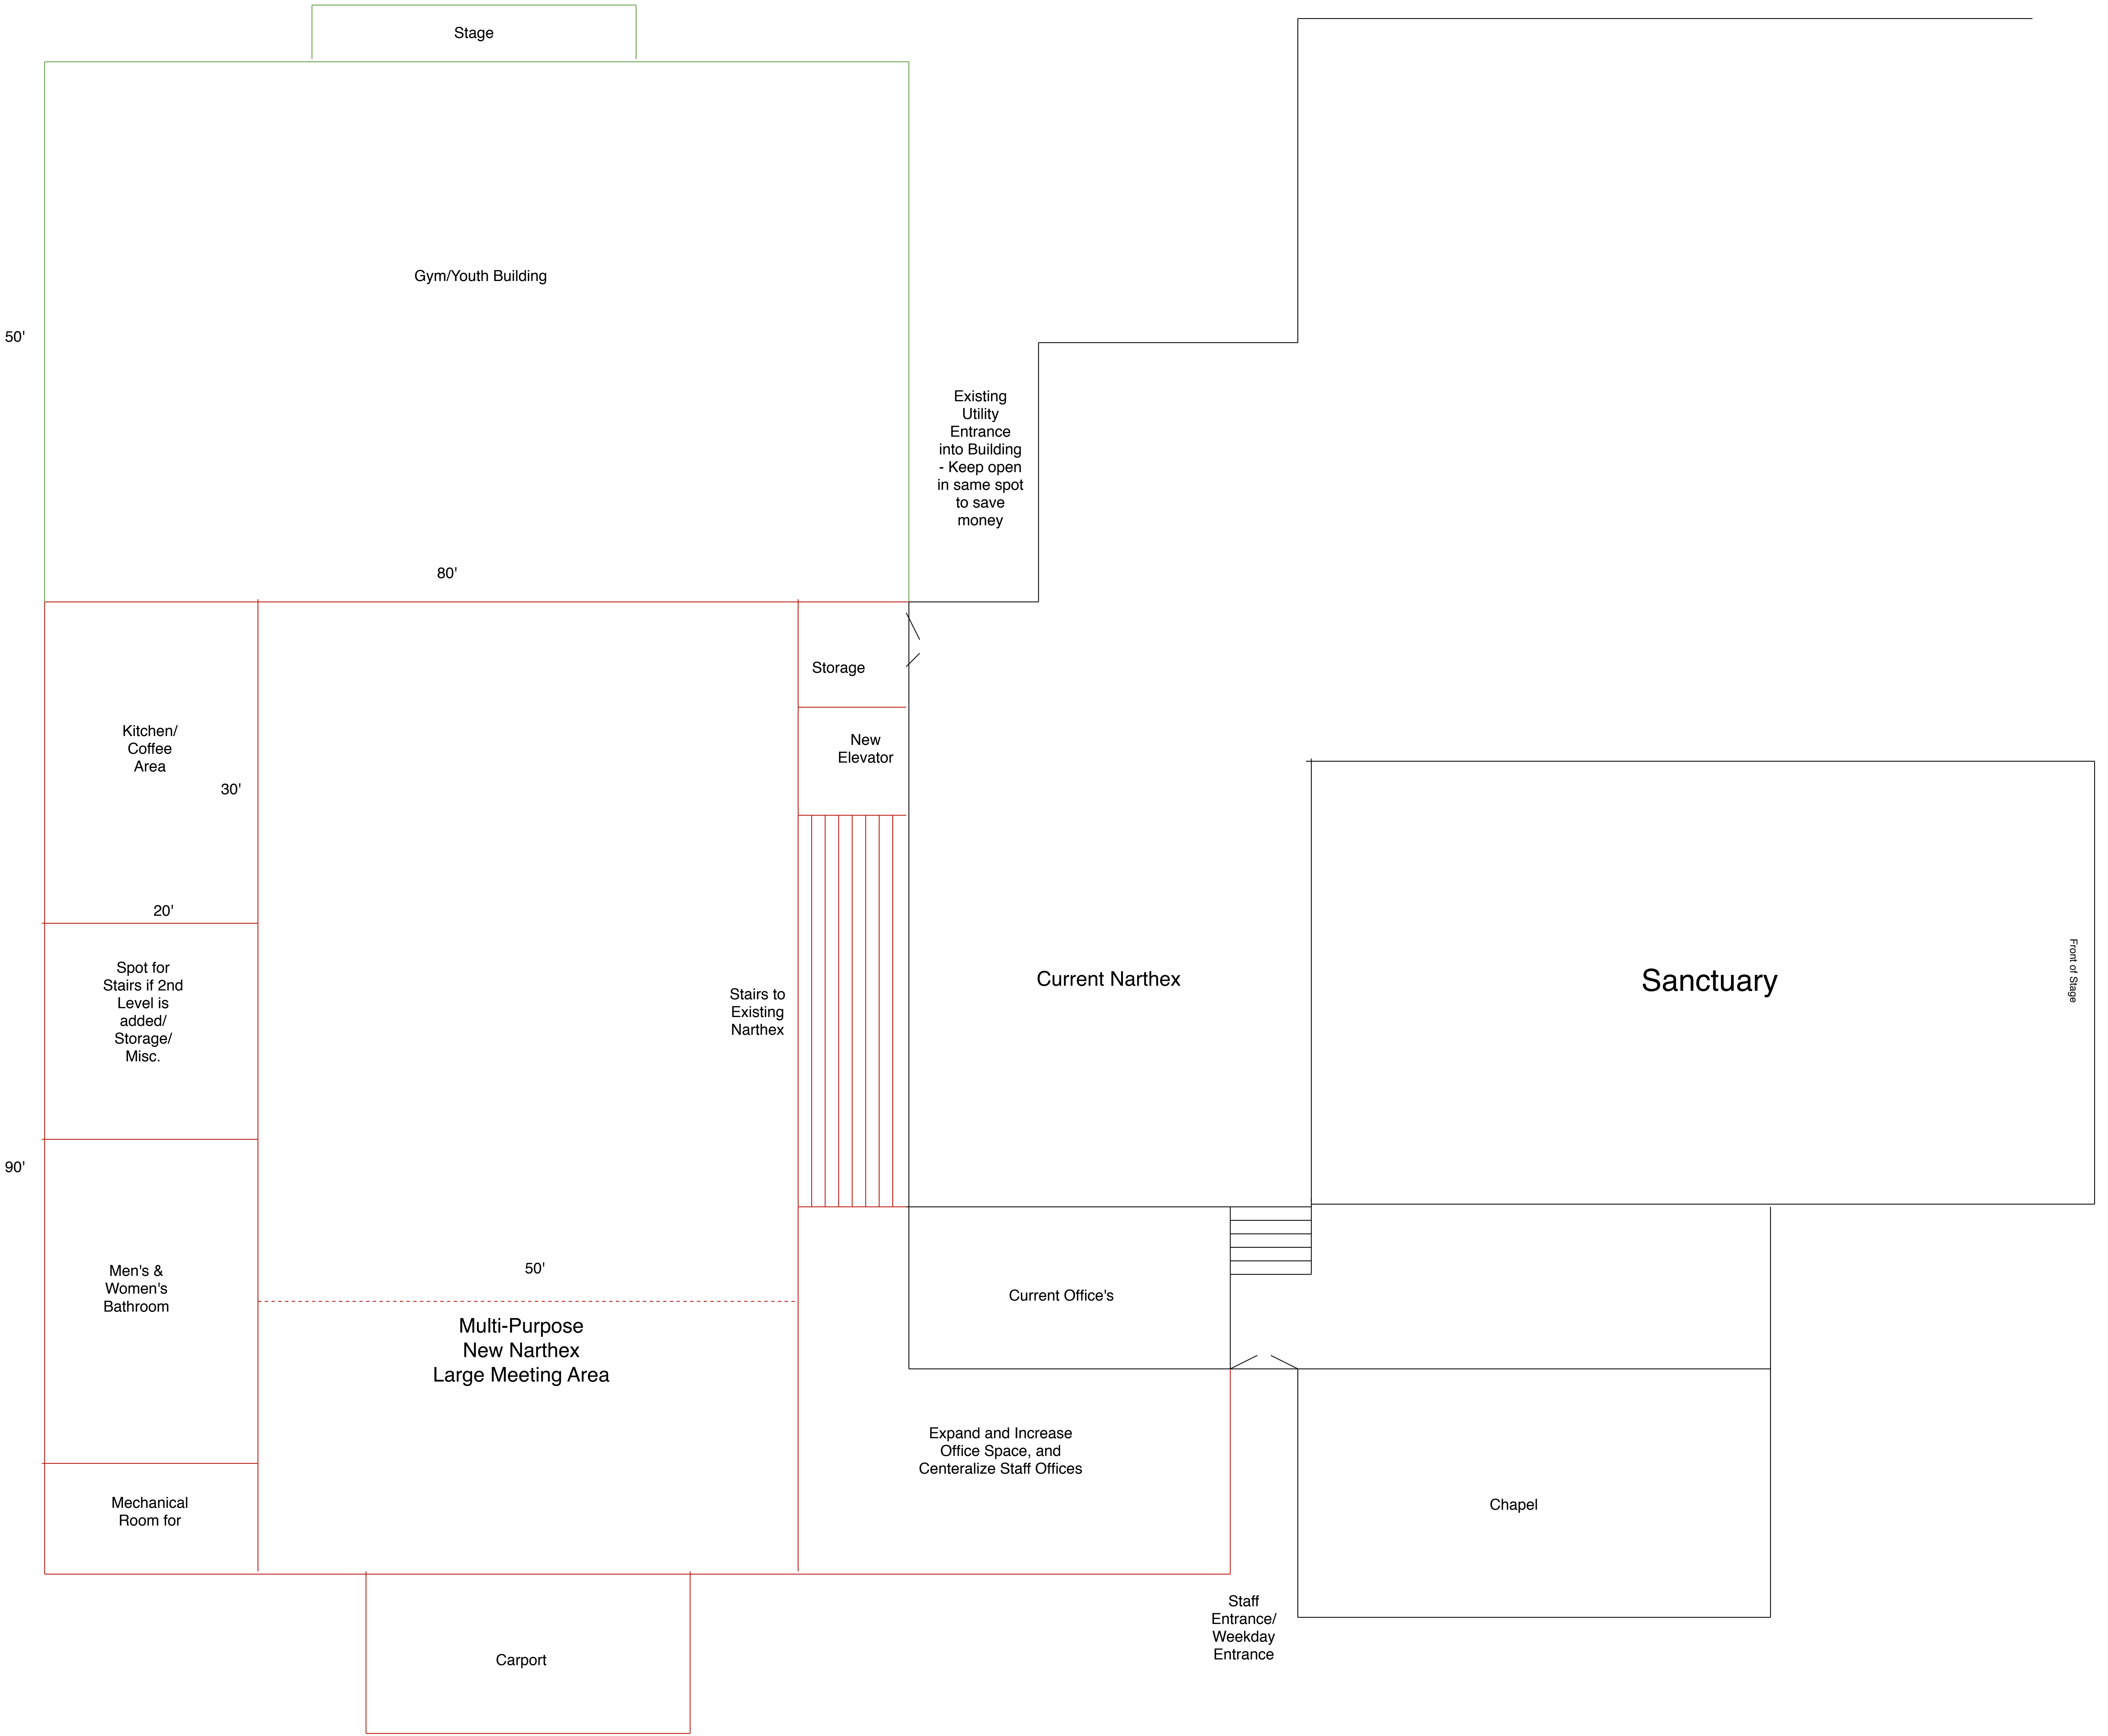 Stage
Gym/Youth Building
50'
Existing
Utility
Entrance
into Building
- Keep open
in same spot
to save
money
80'
Storage
Kitchen/
Coffee
Area
New
Elevator
30'
20'
Spot for
Stairs if 2nd
Level is
added/
Storage/
Misc.
Stairs to
Existing
Narthex
Current Narthex
Sanctuary
Front of Stage
90'
Men's &
Women's
Bathroom
50'
Current Office's
Multi-Purpose
New Narthex
Large Meeting Area
Expand and Increase
Office Space, and
Centeralize Staff Offices
Mechanical
Room for
Chapel
Staff
Entrance/
Weekday
Entrance
Carport